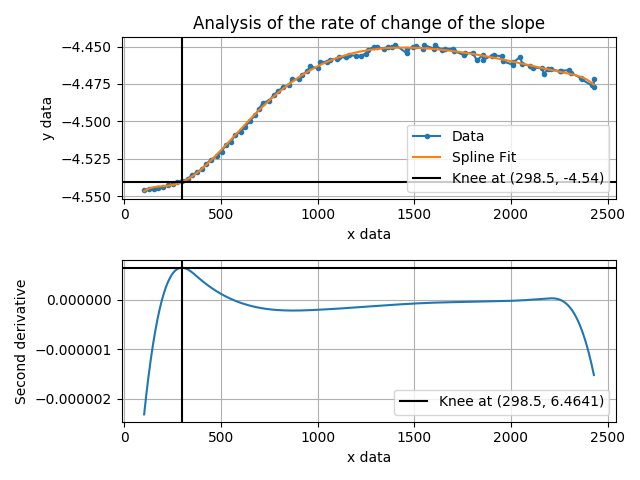 Analysis of the rate of change of the slope
y data
−4.450
−4.475
−4.500
−4.525
−4.550
Data
Spline Fit
Knee at (298.5, -4.54)
0 500 1000 1500 2000 2500
x data
Second derivative
0.000000
−0.000001
−0.000002
Knee at (298.5, 6.4641)
0 500 1000 1500 2000 2500
x data